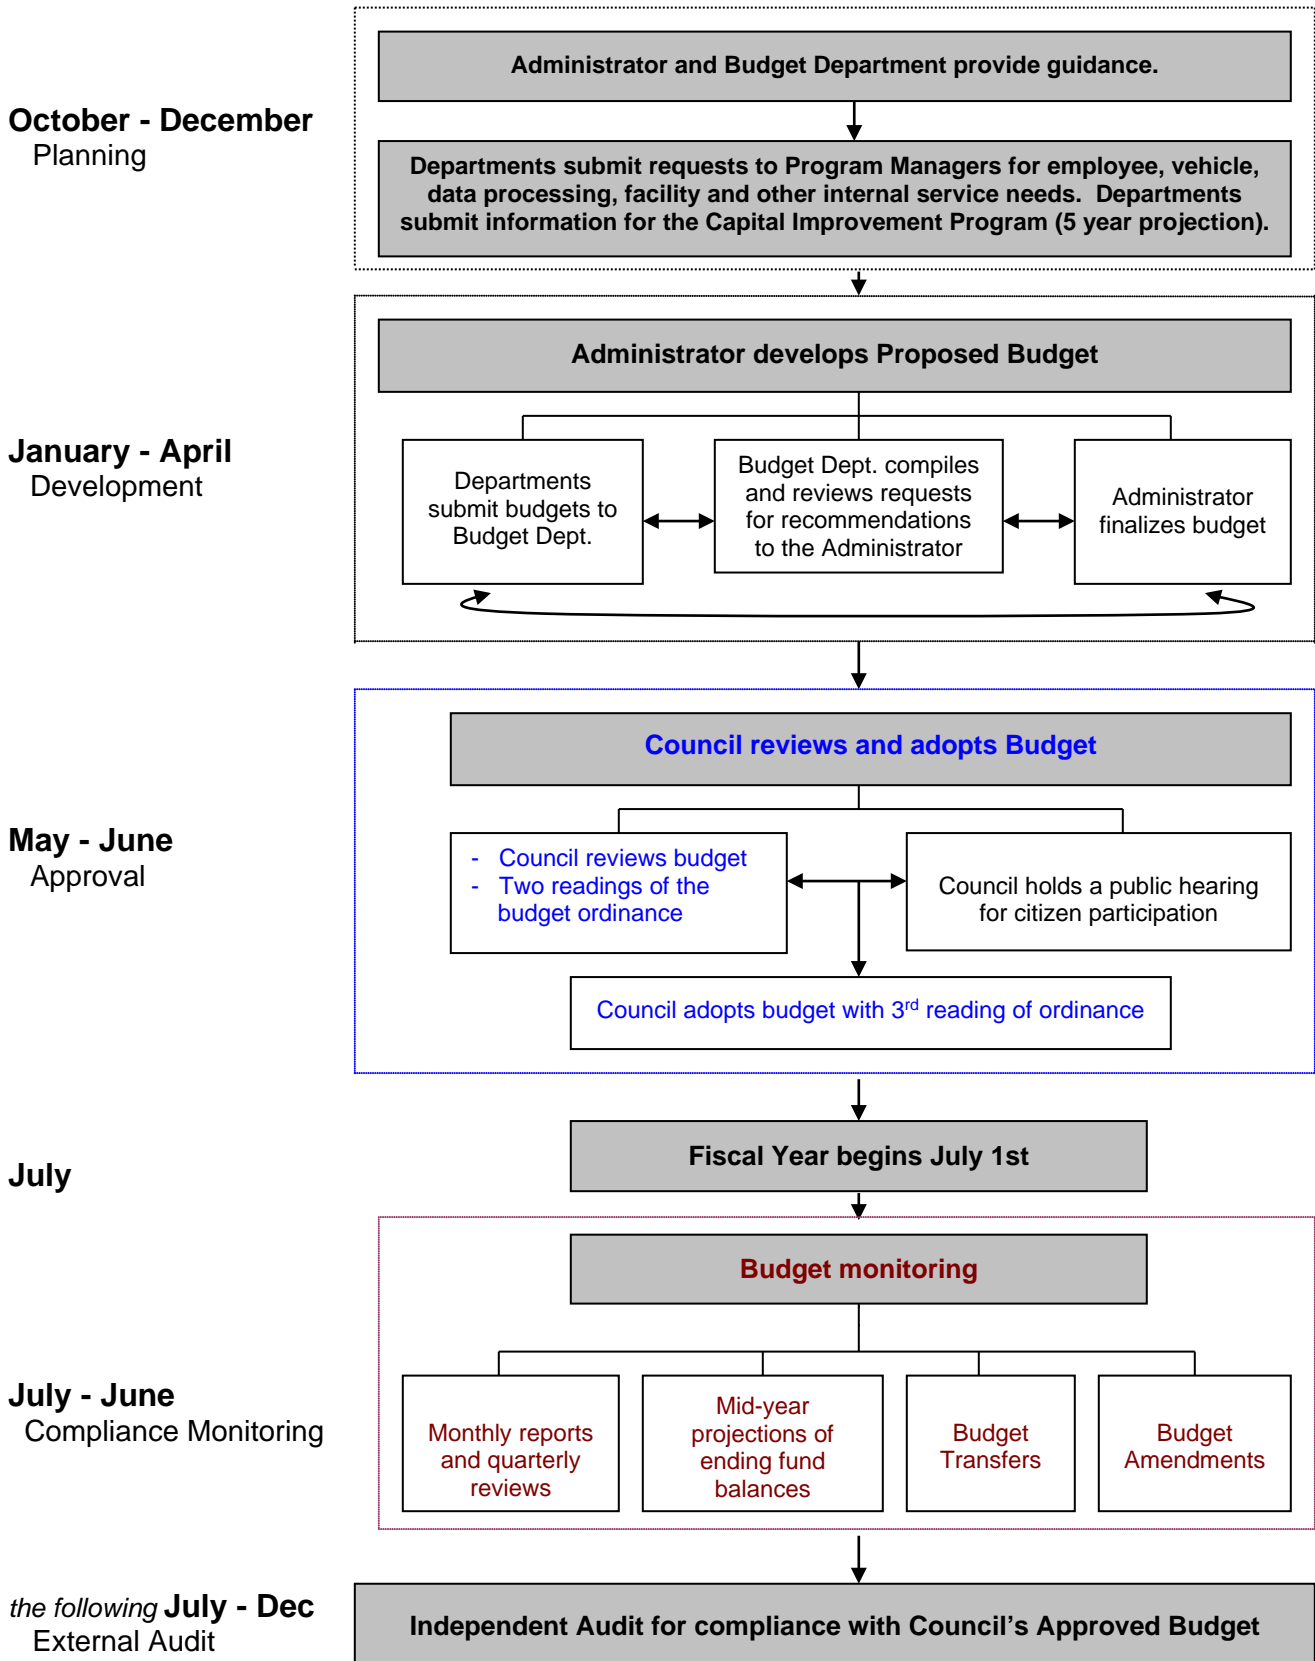 Administrator and Budget Department provide guidance.
October - December
Planning
Departments submit requests to Program Managers for employee, vehicle,
data processing, facility and other internal service needs.  Departments
submit information for the Capital Improvement Program (5 year projection).
Administrator develops Proposed Budget
January - April
Development
Departments
submit budgets to
Budget Dept.
Budget Dept. compiles
and reviews requests
for recommendations
to the Administrator
Administrator
finalizes budget
Council reviews and adopts Budget
May - June
Approval
- Council reviews budget
- Two readings of the
budget ordinance
Council holds a public hearing
for citizen participation
Council adopts budget with 3rd reading of ordinance
July
Fiscal Year begins July 1st
Budget monitoring
July - June
Compliance Monitoring
Monthly reports
and quarterly
reviews
Mid-year
projections of
ending fund
balances
Budget
Transfers
Budget
Amendments
the following July - Dec
External Audit
Independent Audit for compliance with Council's Approved Budget